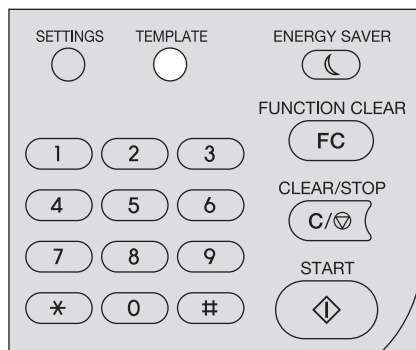 SETTINGS TEMPLATE ENERGY SAVER
FUNCTION CLEAR
FC
1 2 3
CLEAR/STOP
4 5 6
C/
7 8 9
START
* 0 #